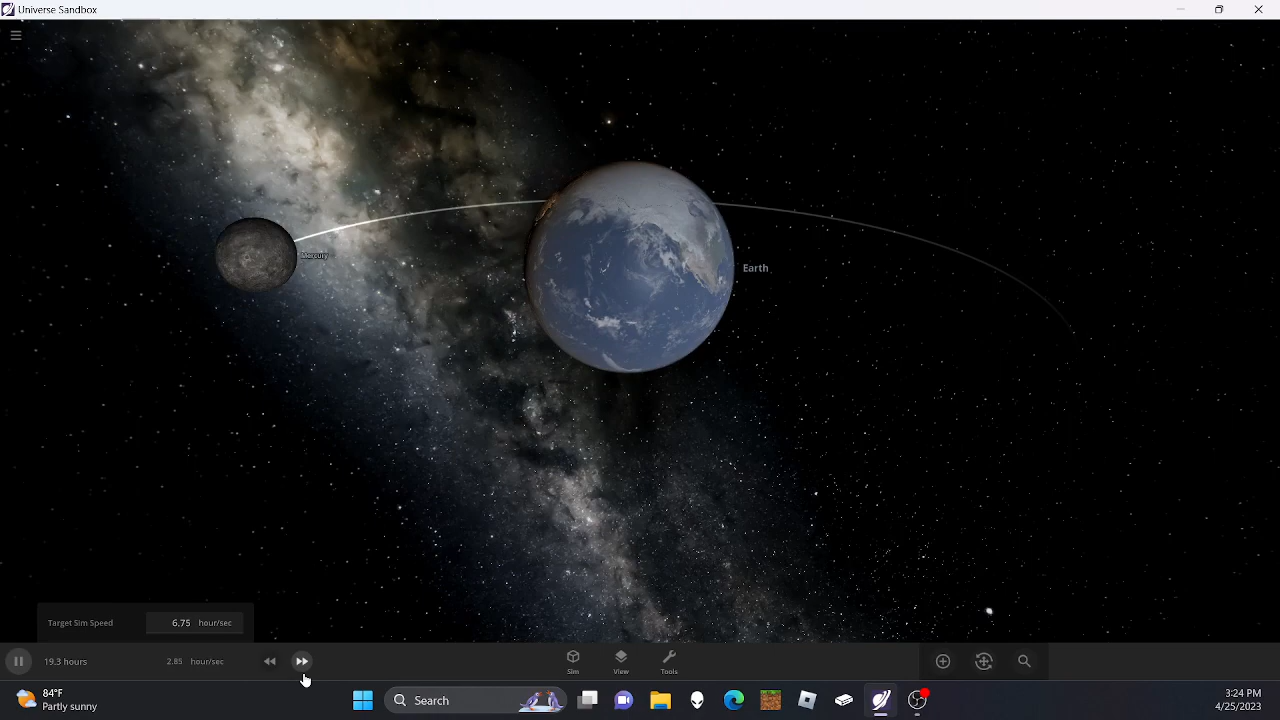 Universe Sandbox
Mercury
Earth
Target Sim Speed 6.75 hour/sec
19.3 hours 2.85 hour/sec
Sim View Tools
84°F
Partly sunny
Search
3:24 PM
4/25/2023